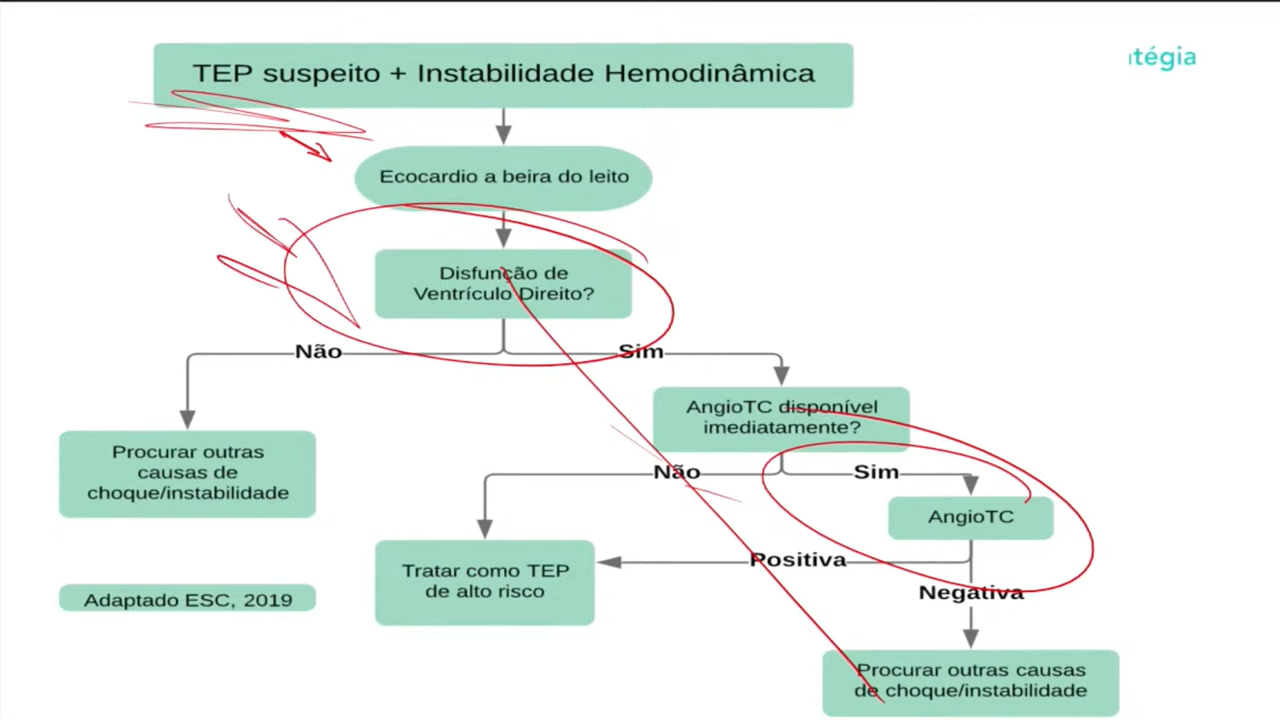 tégia
TEP suspeito + Instabilidade Hemodinâmica
Ecocardio a beira do leito
Disfunção de
Ventrículo Direito?
Não
Sim
AngioTC disponível
imediatamente?
Procurar outras
causas de
choque/instabilidade
Não
Sim
AngioTC
Positiva
Tratar como TEP
de alto risco
Negativa
Adaptado ESC, 2019
Procurar outras causas
de choque/instabilidade